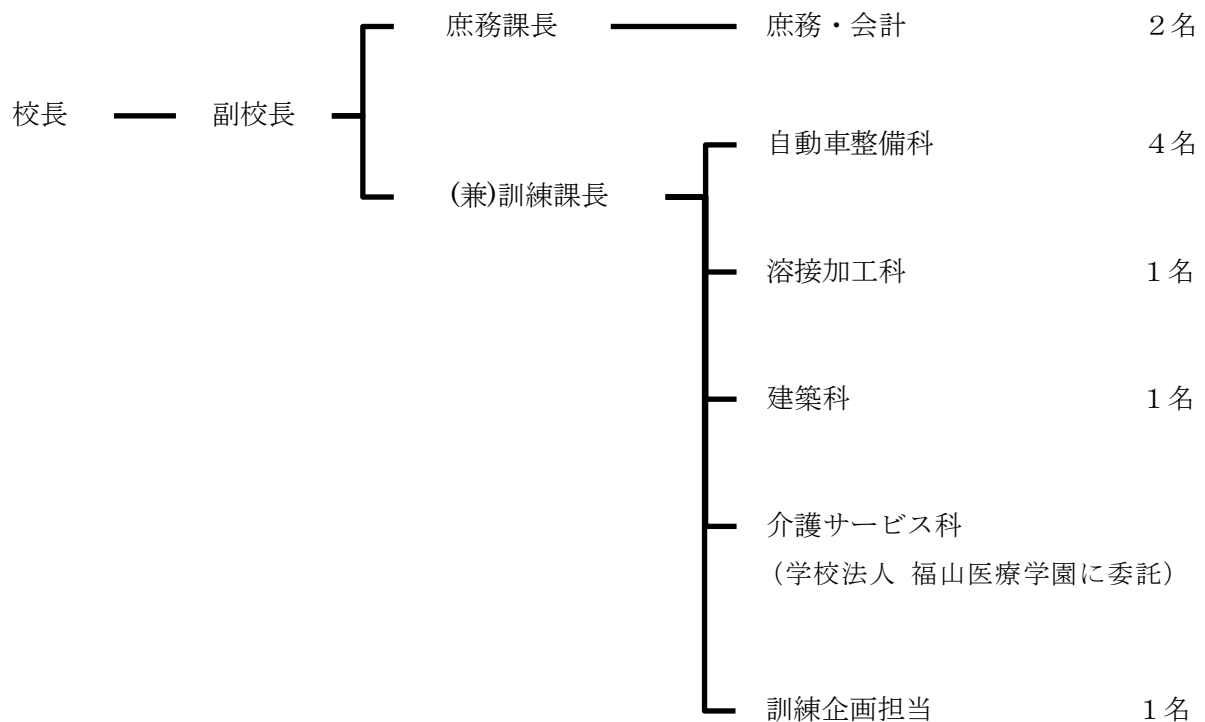 庶務課長 庶務・会計 2名
校長 副校長
自動車整備科 4名
(兼)訓練課長
溶接加工科 1名
建築科 1名
介護サービス科
（学校法人 福山医療学園に委託）
訓練企画担当 1名